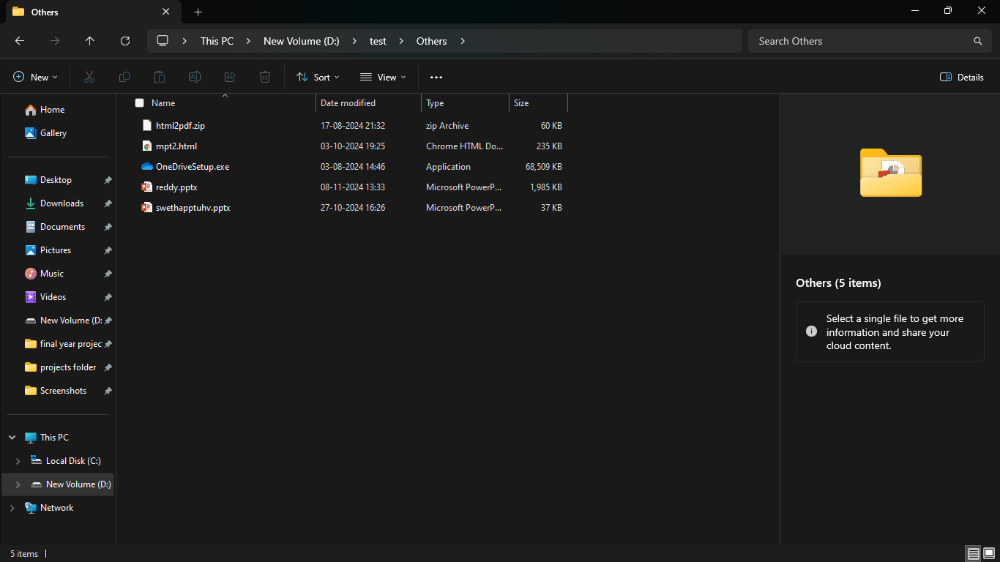 Others
This PC > New Volume (D:) > test > Others >
Search Others
New
Sort
View
Details
Home
Gallery
Desktop
Downloads
Documents
Pictures
Music
Videos
New Volume (D:
final year projec
projects folder
Screenshots
This PC
Local Disk (C:)
New Volume (D:)
Network
Name Date modified Type Size
html2pdf.zip 17-08-2024 21:32 zip Archive 60 KB
mpt2.html 03-10-2024 19:25 Chrome HTML Do... 235 KB
OneDriveSetup.exe 03-08-2024 14:46 Application 68,509 KB
reddy.pptx 08-11-2024 13:33 Microsoft PowerP... 1,985 KB
swethapptuhv.pptx 27-10-2024 16:26 Microsoft PowerP... 37 KB
Others (5 items)
Select a single file to get more
information and share your
cloud content.
5 items